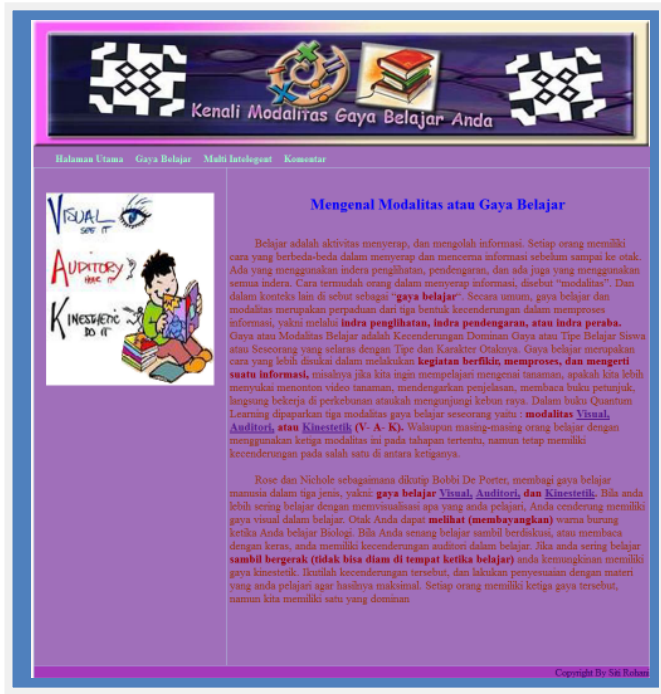 Kenali Modalitas Gaya Belajar Anda
Halaman Utama Gaya Belajar Multi Intelegent Komentar
VISUAL
SEE IT
AUDITORY
HEAR IT
KINESTHETIC
DO IT
Mengenal Modalitas atau Gaya Belajar
Belajar adalah aktivitas menyerap, dan mengolah informasi. Setiap orang memiliki
cara yang berbeda-beda dalam menyerap dan mencerna informasi sebelum sampai ke otak.
Ada yang menggunakan indera penglihatan, pendengaran, dan ada juga yang menggunakan
semua indera. Cara termudah orang dalam menyerap informasi, disebut “modalitas”. Dan
dalam konteks lain di sebut sebagai “gaya belajar“. Secara umum, gaya belajar dan
modalitas merupakan perpaduan dari tiga bentuk kecenderungan dalam memproses
informasi, yakni melalui indra penglihatan, indra pendengaran, atau indra peraba.
Gaya atau Modalitas Belajar adalah Kecenderungan Dominan Gaya atau Tipe Belajar Siswa
atau Seseorang yang selaras dengan Tipe dan Karakter Otaknya. Gaya belajar merupakan
cara yang lebih disukai dalam melakukan kegiatan berfikir, memproses, dan mengerti
suatu informasi, misalnya jika kita ingin mempelajari mengenai tanaman, apakah kita lebih
menyukai menonton video tanaman, mendengarkan penjelasan, membaca buku petunjuk,
langsung bekerja di perkebunan ataukah mengunjungi kebun raya. Dalam buku Quantum
Learning dipaparkan tiga modalitas gaya belajar seseorang yaitu : modalitas Visual,
Auditori, atau Kinestetik (V- A- K). Walaupun masing-masing orang belajar dengan
menggunakan ketiga modalitas ini pada tahapan tertentu, namun tetap memiliki
kecenderungan pada salah satu di antara ketiganya.
Rose dan Nichole sebagaimana dikutip Bobbi De Porter, membagi gaya belajar
manusia dalam tiga jenis, yakni: gaya belajar Visual, Auditori, dan Kinestetik. Bila anda
lebih sering belajar dengan memvisualisasi apa yang anda pelajari, Anda cenderung memiliki
gaya visual dalam belajar. Otak Anda dapat melihat (membayangkan) warna burung
ketika Anda belajar Biologi. Bila Anda senang belajar sambil berdiskusi, atau membaca
dengan keras, anda memiliki kecenderungan auditori dalam belajar. Jika anda sering belajar
sambil bergerak (tidak bisa diam di tempat ketika belajar) anda kemungkinan memiliki
gaya kinestetik. Ikutilah kecenderungan tersebut, dan lakukan penyesuaian dengan materi
yang anda pelajari agar hasilnya maksimal. Setiap orang memiliki ketiga gaya tersebut,
namun kita memiliki satu yang dominan
Copyright By Siti Rohani